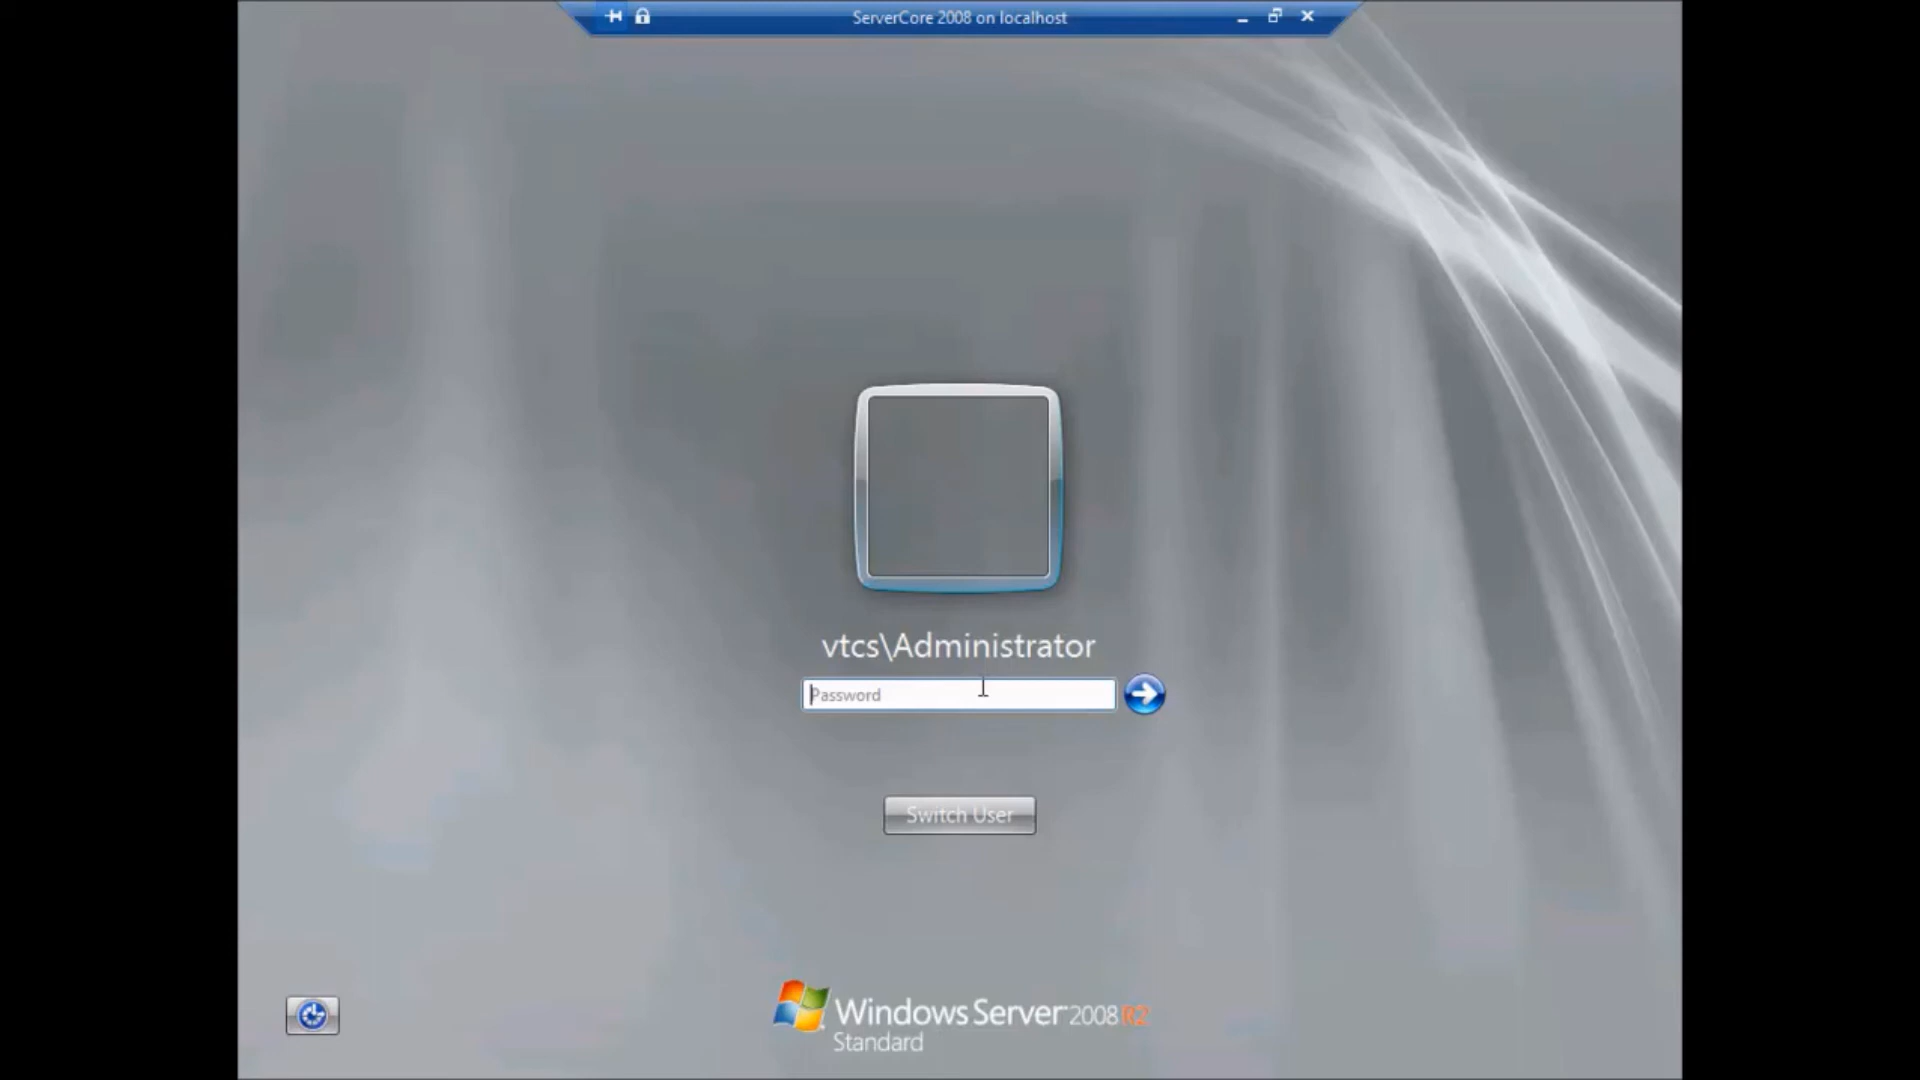 ServerCore 2008 on localhost
vtcs\Administrator
Password
Switch User
Windows Server 2008 R2
Standard